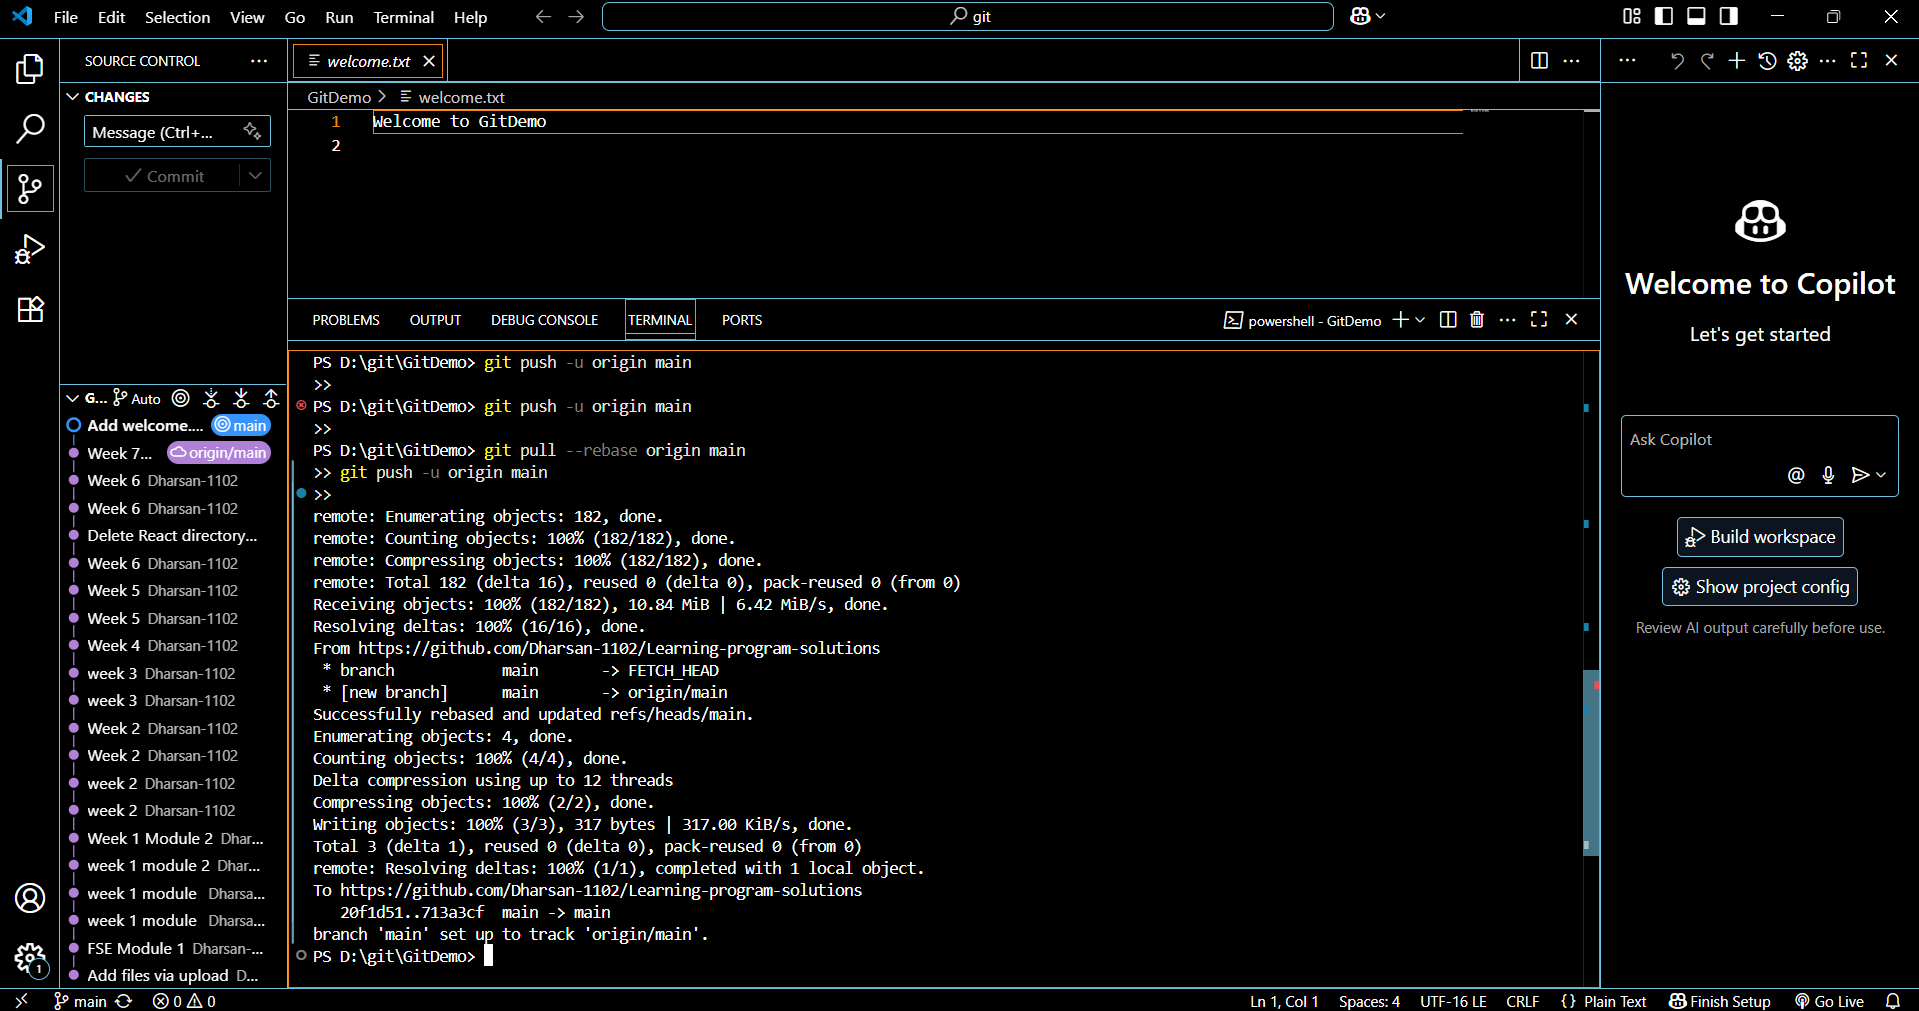 File Edit Selection View Go Run Terminal Help
git
SOURCE CONTROL
CHANGES
Message (Ctrl+...
Commit
G... Auto
Add welcome.... main
Week 7... origin/main
Week 6 Dharsan-1102
Week 6 Dharsan-1102
Delete React directory...
Week 6 Dharsan-1102
Week 5 Dharsan-1102
Week 5 Dharsan-1102
Week 4 Dharsan-1102
week 3 Dharsan-1102
week 3 Dharsan-1102
Week 2 Dharsan-1102
Week 2 Dharsan-1102
week 2 Dharsan-1102
week 2 Dharsan-1102
Week 1 Module 2 Dhar...
week 1 module 2 Dhar...
week 1 module Dharsa...
week 1 module Dharsa...
FSE Module 1 Dharsan-...
Add files via upload D...
1
welcome.txt
GitDemo > welcome.txt
1 Welcome to GitDemo
2
PROBLEMS OUTPUT DEBUG CONSOLE TERMINAL PORTS
powershell - GitDemo
PS D:\git\GitDemo> git push -u origin main
>>
PS D:\git\GitDemo> git push -u origin main
>>
PS D:\git\GitDemo> git pull --rebase origin main
>> git push -u origin main
>>
remote: Enumerating objects: 182, done.
remote: Counting objects: 100% (182/182), done.
remote: Compressing objects: 100% (182/182), done.
remote: Total 182 (delta 16), reused 0 (delta 0), pack-reused 0 (from 0)
Receiving objects: 100% (182/182), 10.84 MiB | 6.42 MiB/s, done.
Resolving deltas: 100% (16/16), done.
From https://github.com/Dharsan-1102/Learning-program-solutions
* branch main -> FETCH_HEAD
* [new branch] main -> origin/main
Successfully rebased and updated refs/heads/main.
Enumerating objects: 4, done.
Counting objects: 100% (4/4), done.
Delta compression using up to 12 threads
Compressing objects: 100% (2/2), done.
Writing objects: 100% (3/3), 317 bytes | 317.00 KiB/s, done.
Total 3 (delta 1), reused 0 (delta 0), pack-reused 0 (from 0)
remote: Resolving deltas: 100% (1/1), completed with 1 local object.
To https://github.com/Dharsan-1102/Learning-program-solutions
20f1d51..713a3cf main -> main
branch 'main' set up to track 'origin/main'.
PS D:\git\GitDemo>
Welcome to Copilot
Let's get started
Ask Copilot
Build workspace
Show project config
Review AI output carefully before use.
main 0 0
Ln 1, Col 1 Spaces: 4 UTF-16 LE CRLF {} Plain Text Finish Setup Go Live